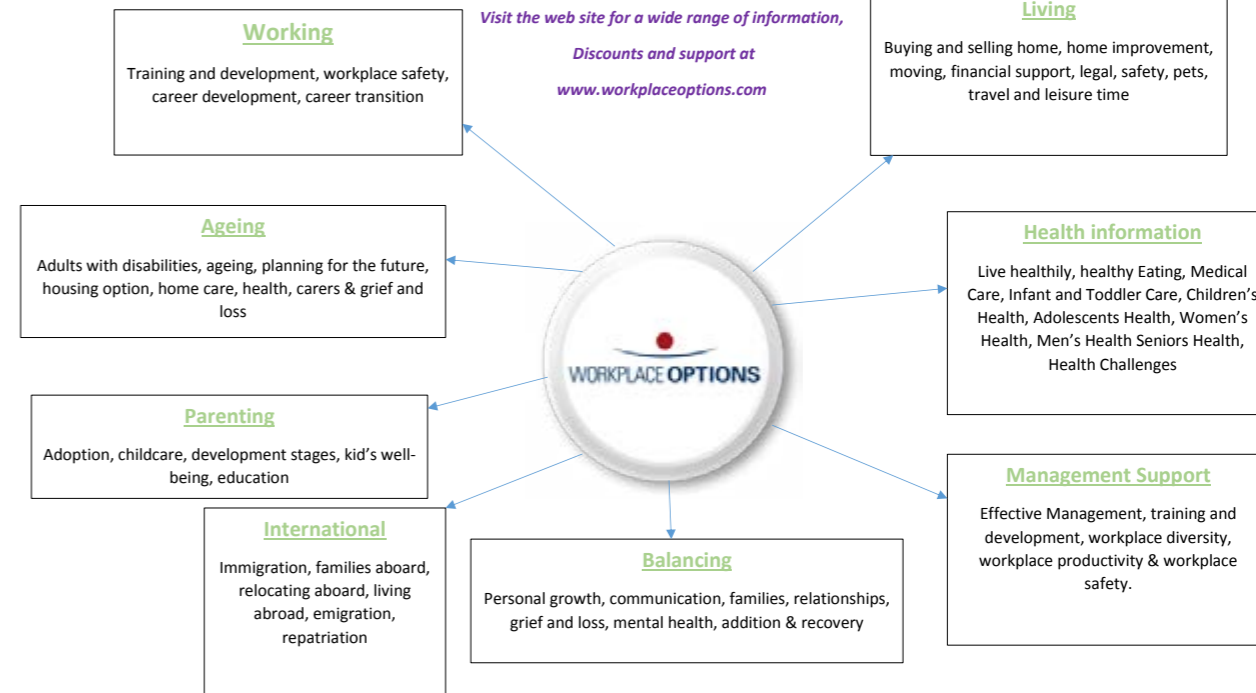 Visit the web site for a wide range of information,
Discounts and support at
www.workplaceoptions.com
Working
Training and development, workplace safety,
career development, career transition
Living
Buying and selling home, home improvement,
moving, financial support, legal, safety, pets,
travel and leisure time
Ageing
Adults with disabilities, ageing, planning for the future,
housing option, home care, health, carers & grief and
loss
Health information
Live healthily, healthy Eating, Medical
Care, Infant and Toddler Care, Children's
Health, Adolescents Health, Women's
Health, Men's Health Seniors Health,
Health Challenges
WORKPLACE OPTIONS
Parenting
Adoption, childcare, development stages, kid's well-
being, education
Management Support
Effective Management, training and
development, workplace diversity,
workplace productivity & workplace
safety.
International
Immigration, families aboard,
relocating aboard, living
abroad, emigration,
repatriation
Balancing
Personal growth, communication, families, relationships,
grief and loss, mental health, addition & recovery